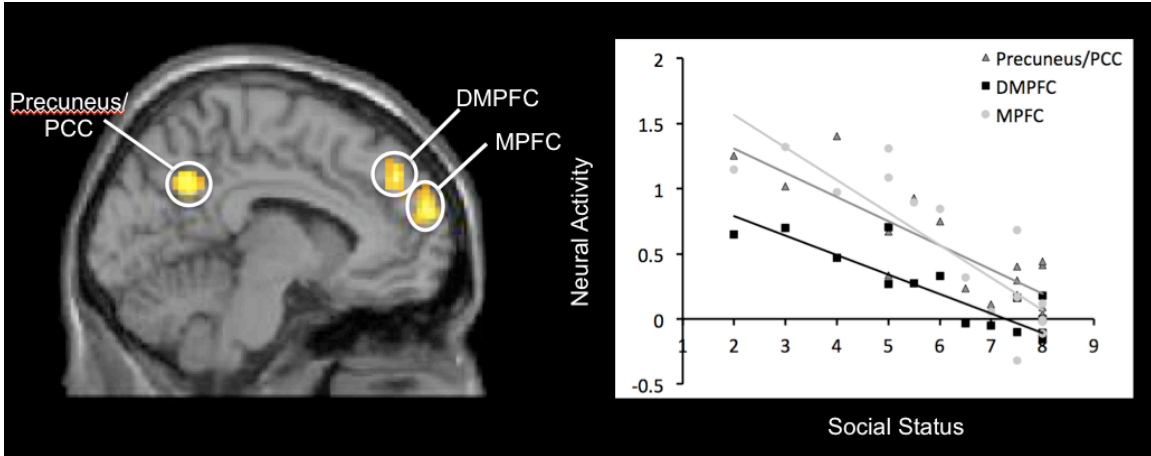 Precuneus/
PCC
DMPFC
MPFC
Neural Activity
2
1.5
1
0.5
0
-0.5
1 2 3 4 5 6 7 8 9
Precuneus/PCC
DMPFC
MPFC
Social Status